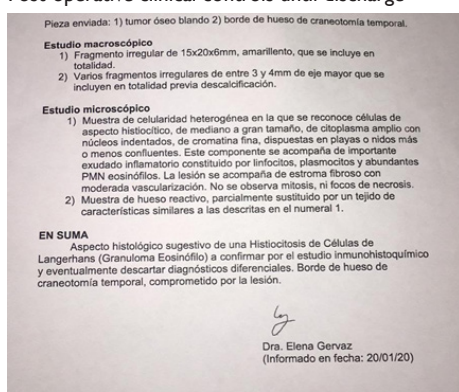 Pieza enviada: 1) tumor óseo blando 2) borde de hueso de craneotomía temporal.
Estudio macroscópico
1) Fragmento irregular de 15x20x6mm, amarillento, que se incluye en
totalidad.
2) Varios fragmentos irregulares de entre 3 y 4mm de eje mayor que se
incluyen en totalidad previa descalcificación.
Estudio microscópico
1) Muestra de celularidad heterogénea en la que se reconoce células de
aspecto histiocítico, de mediano a gran tamaño, de citoplasma amplio con
núcleos indentados, de cromatina fina, dispuestas en playas o nidos más
o menos confluentes. Este componente se acompaña de importante
exudado inflamatorio constituido por linfocitos, plasmocitos y abundantes
PMN eosinófilos. La lesión se acompaña de estroma fibroso con
moderada vascularización. No se observa mitosis, ni focos de necrosis.
2) Muestra de hueso reactivo, parcialmente sustituido por un tejido de
características similares a las descritas en el numeral 1.
EN SUMA
Aspecto histológico sugestivo de una Histiocitosis de Células de
Langerhans (Granuloma Eosinófilo) a confirmar por el estudio inmunohistoquímico
y eventualmente descartar diagnósticos diferenciales. Borde de hueso de
craneotomía temporal, comprometido por la lesión.
Dra. Elena Gervaz
(Informado en fecha: 20/01/20)